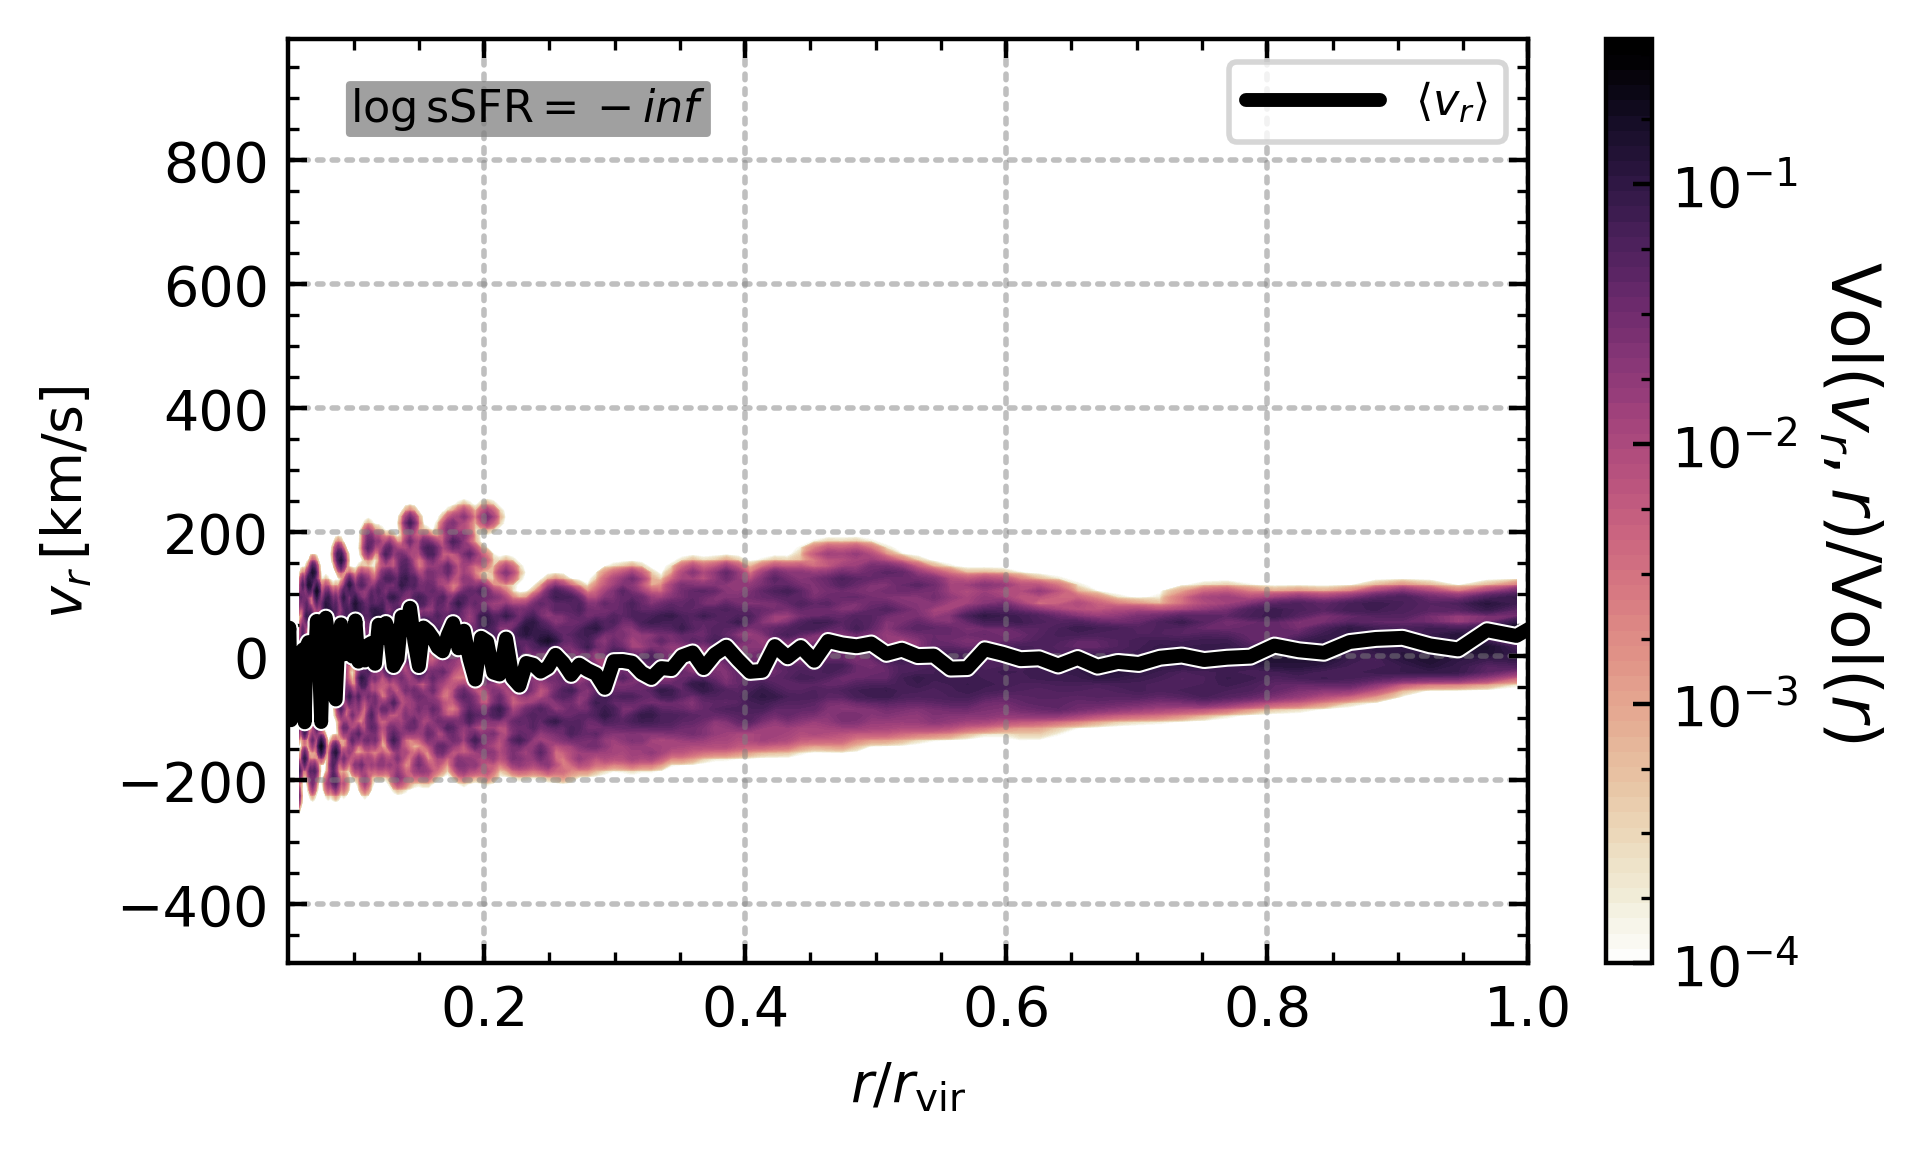 log sSFR = −inf
⟨v_r⟩
800
600
400
200
0
−200
−400
v_r [km/s]
0.2 0.4 0.6 0.8 1.0
r/r_vir
10^{−1}
10^{−2}
10^{−3}
10^{−4}
Vol(v_r, r)/Vol(r)